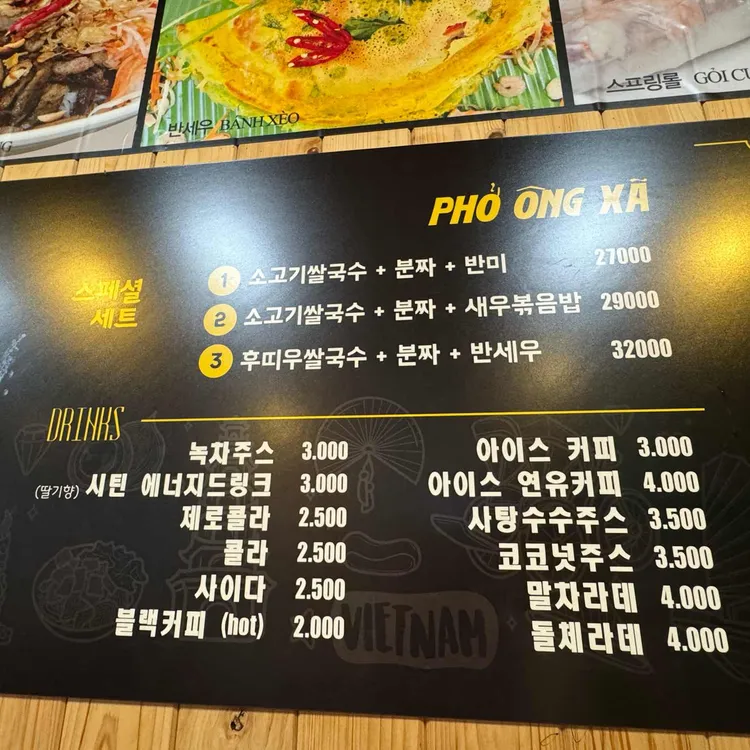 반세우 BÁNH XÈO
스프링롤 GỎI CU
NG
PHỞ ÔNG XÃ
스페셜
세트
1 소고기쌀국수 + 분짜 + 반미 27000
2 소고기쌀국수 + 분짜 + 새우볶음밥 29000
3 후띠우쌀국수 + 분짜 + 반세우 32000
DRINKS
녹차주스 3.000
(딸기향) 시틴 에너지드링크 3.000
제로콜라 2.500
콜라 2.500
사이다 2.500
블랙커피 (hot) 2.000
아이스 커피 3.000
아이스 연유커피 4.000
사탕수수주스 3.500
코코넛주스 3.500
말차라데 4.000
돌체라데 4.000
VIETNAM